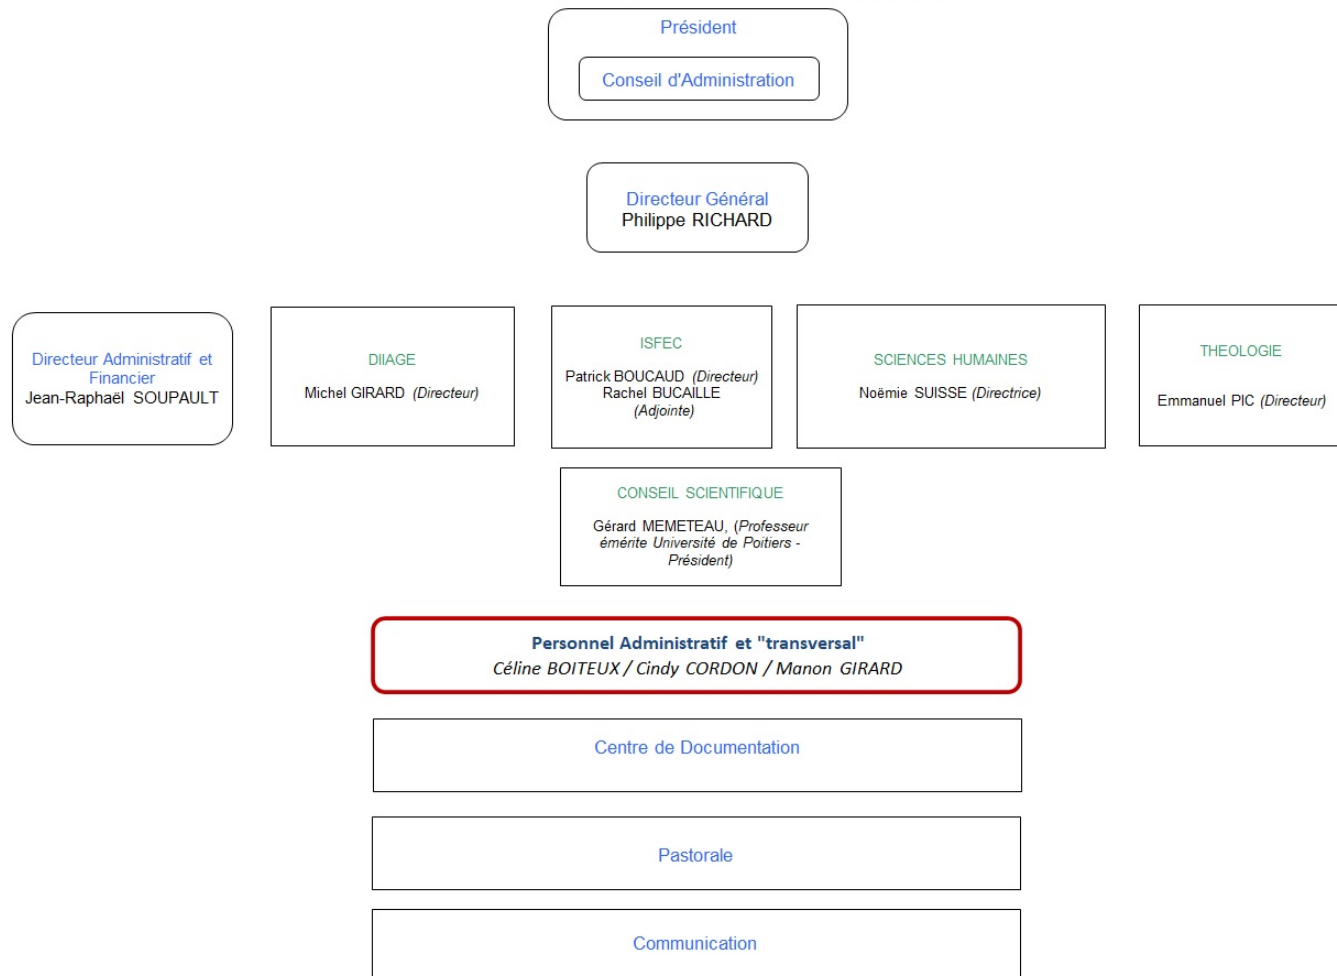 Président
Conseil d'Administration
Directeur Général
Philippe RICHARD
Directeur Administratif et
Financier
Jean-Raphaël SOUPAULT
DIIAGE
Michel GIRARD (Directeur)
ISFEC
Patrick BOUCAUD (Directeur)
Rachel BUCAILLE
(Adjointe)
SCIENCES HUMAINES
Noëmie SUISSE (Directrice)
THEOLOGIE
Emmanuel PIC (Directeur)
CONSEIL SCIENTIFIQUE
Gérard MEMETEAU, (Professeur
émérite Université de Poitiers -
Président)
Personnel Administratif et "transversal"
Céline BOITEUX / Cindy CORDON / Manon GIRARD
Centre de Documentation
Pastorale
Communication